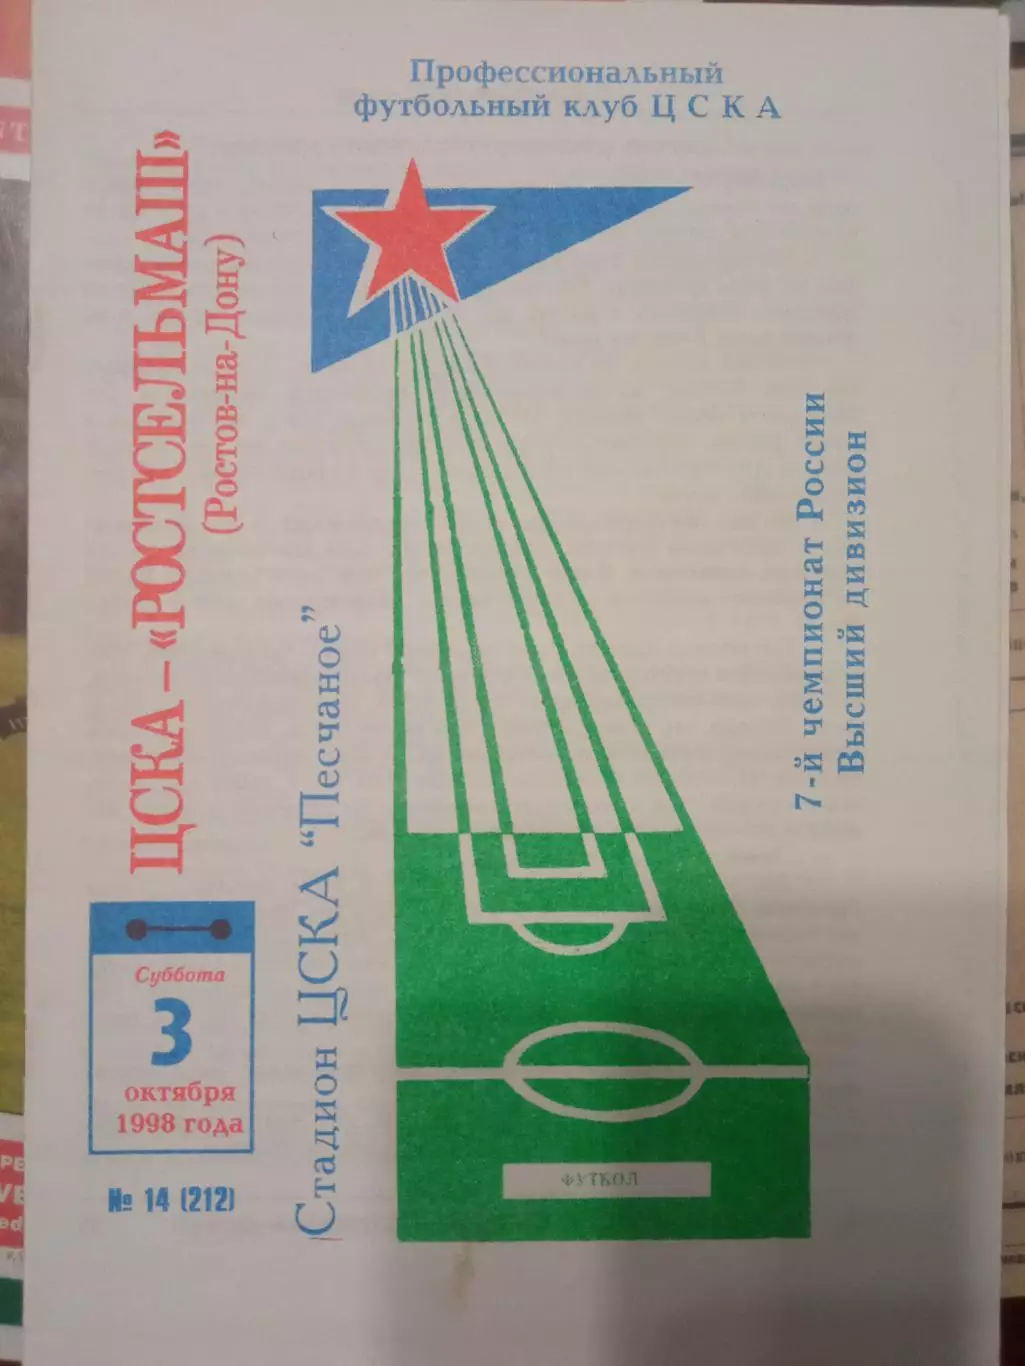 Профессиональный
футбольный клуб Ц С К А
ЦСКА – «РОСТСЕЛЬМАШ»
(Ростов-на-Дону)
Стадион ЦСКА "Песчаное"
7-й чемпионат России
Высший дивизион
Суббота
3
октября
1998 года
№ 14 (212)
ФУТБОЛ